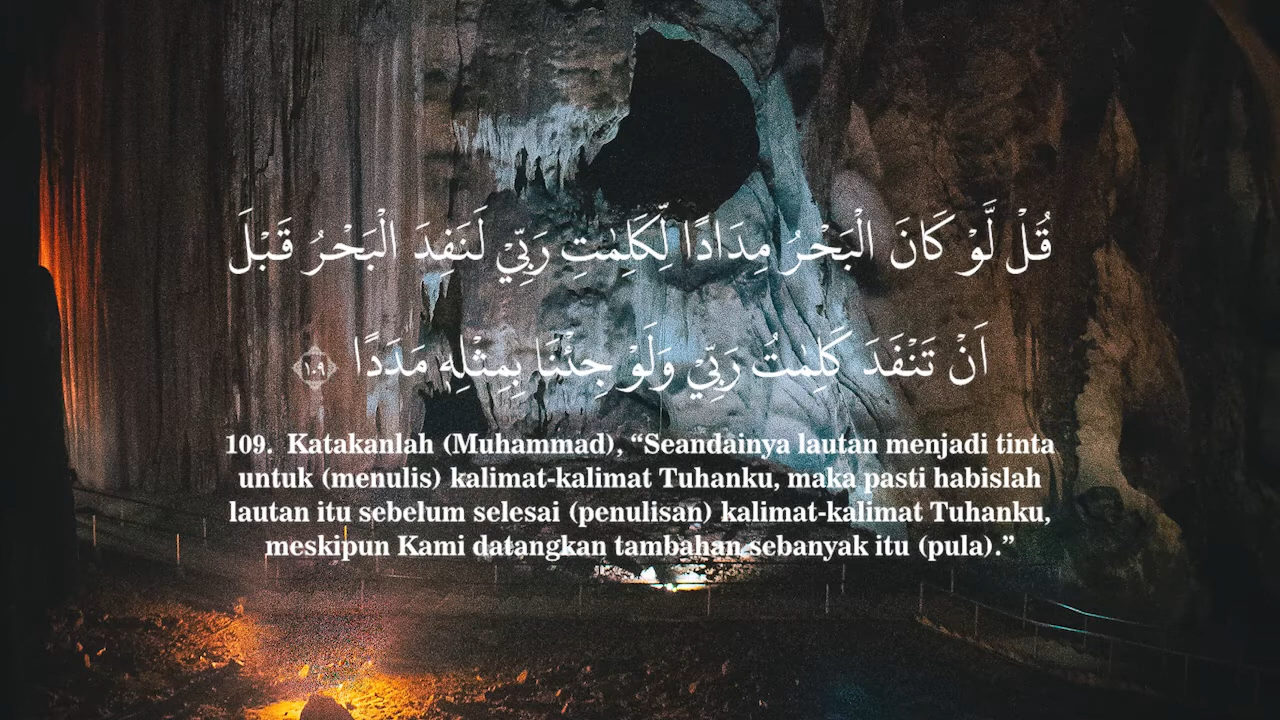 قُلْ لَّوْ كَانَ الْبَحْرُ مِدَادًا لِّكَلِمٰتِ رَبِّيْ لَنَفِدَ الْبَحْرُ قَبْلَ
اَنْ تَنْفَدَ كَلِمٰتُ رَبِّيْ وَلَوْ جِئْنَا بِمِثْلِهٖ مَدَدًا ١٠٩
109. Katakanlah (Muhammad), “Seandainya lautan menjadi tinta
untuk (menulis) kalimat-kalimat Tuhanku, maka pasti habislah
lautan itu sebelum selesai (penulisan) kalimat-kalimat Tuhanku,
meskipun Kami datangkan tambahan sebanyak itu (pula).”